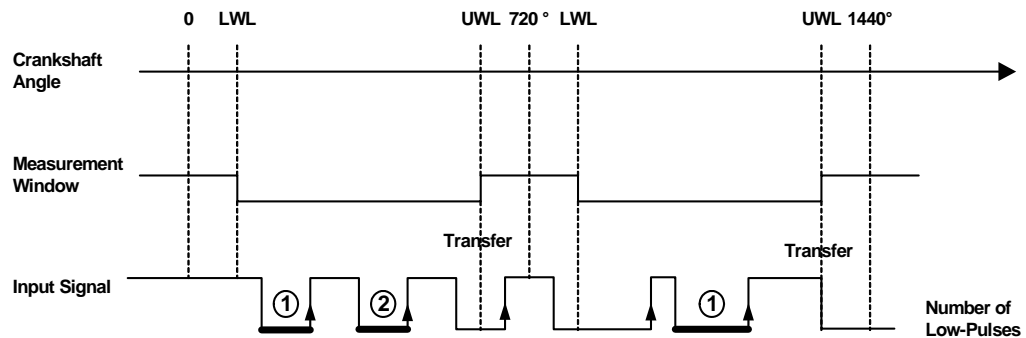 0 LWL UWL 720 ° LWL UWL 1440°
Crankshaft
Angle
Measurement
Window
Transfer Transfer
Input Signal 1 2 1
Number of
Low-Pulses